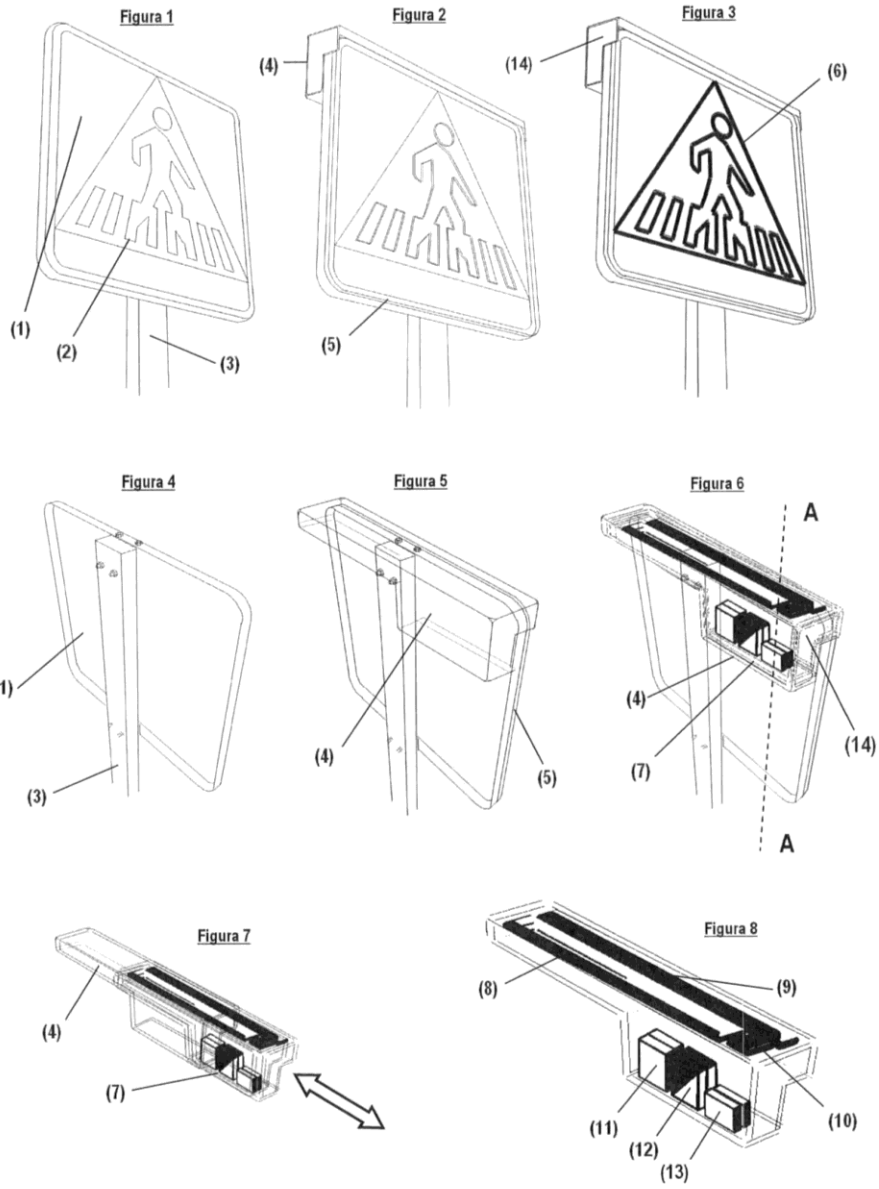 Figura 1
Figura 2
Figura 3
(4)
(14)
(6)
(1)
(2)
(3)
(5)
Figura 4
Figura 5
Figura 6
A
1)
(3)
(4)
(5)
(4)
(7)
(14)
A
Figura 7
Figura 8
(4)
(7)
(8)
(9)
(10)
(11)
(12)
(13)